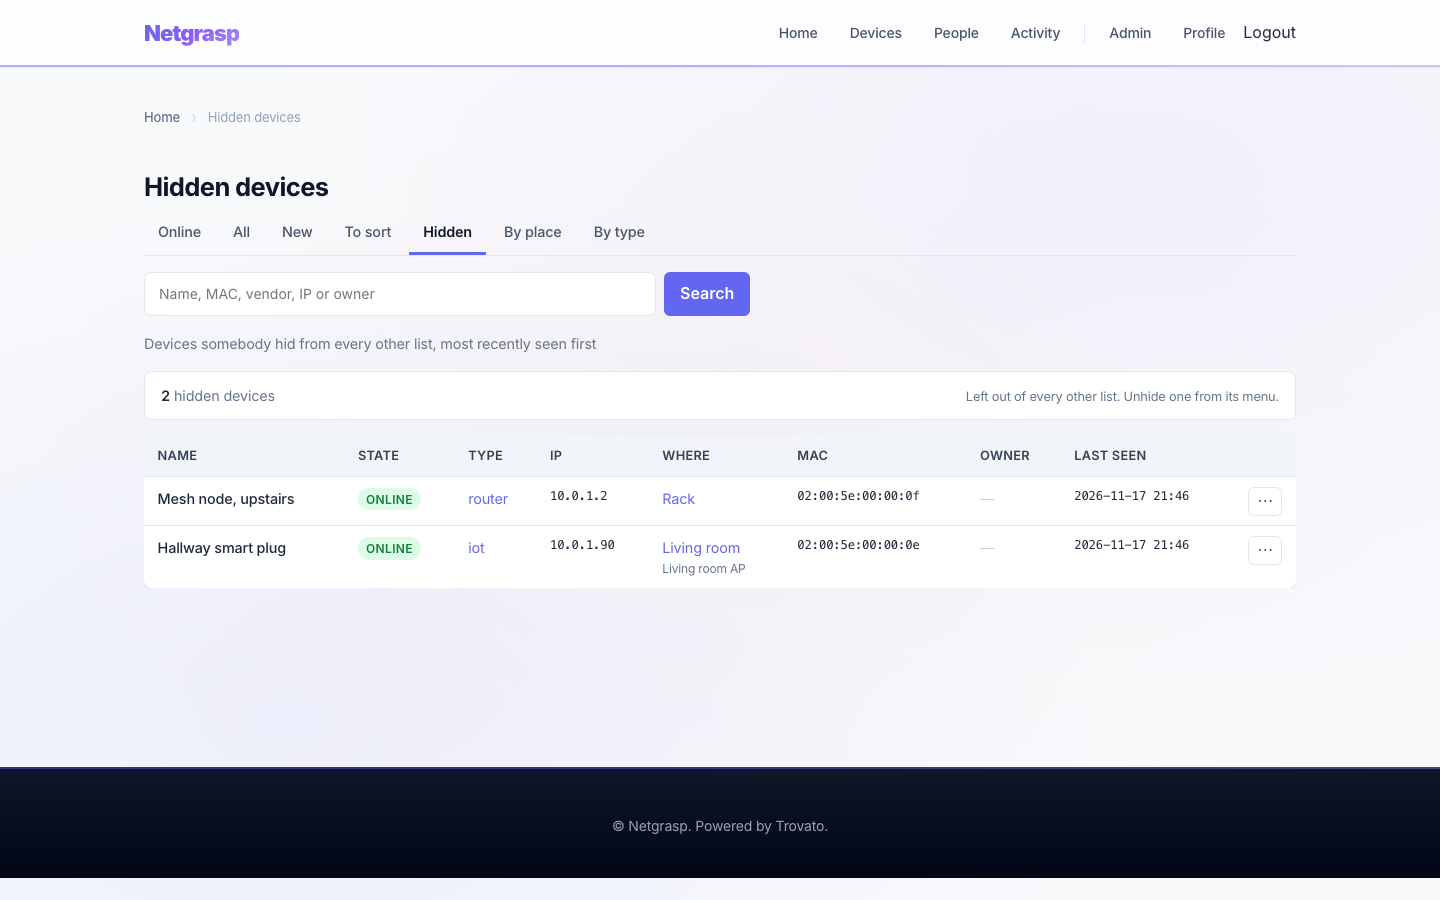 Netgrasp
Home Devices People Activity Admin Profile Logout
Home › Hidden devices
Hidden devices
Online All New To sort Hidden By place By type
Name, MAC, vendor, IP or owner Search
Devices somebody hid from every other list, most recently seen first
2 hidden devices Left out of every other list. Unhide one from its menu.
NAME STATE TYPE IP WHERE MAC OWNER LAST SEEN
Mesh node, upstairs ONLINE router 10.0.1.2 Rack 02:00:5e:00:00:0f — 2026-11-17 21:46 ...
Hallway smart plug ONLINE iot 10.0.1.90 Living room 02:00:5e:00:00:0e — 2026-11-17 21:46 ...
Living room AP
© Netgrasp. Powered by Trovato.